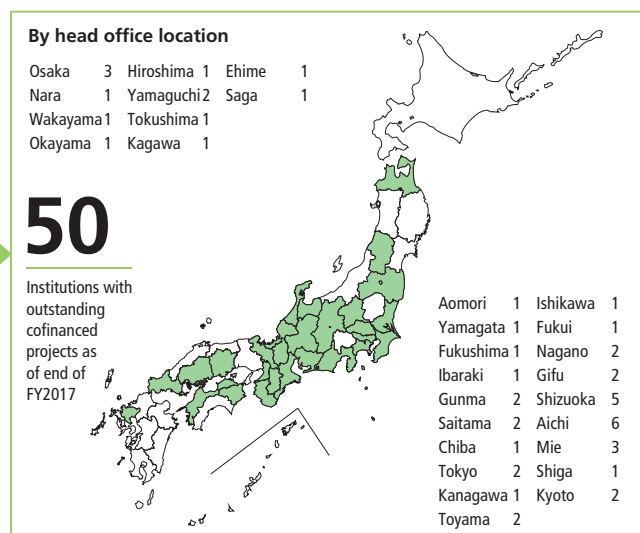 By head office location
Osaka 3 Hiroshima 1 Ehime 1
Nara 1 Yamaguchi 2 Saga 1
Wakayama 1 Tokushima 1
Okayama 1 Kagawa 1
50
Institutions with
outstanding
cofinanced
projects as
of end of
FY2017
Aomori 1 Ishikawa 1
Yamagata 1 Fukui 1
Fukushima 1 Nagano 2
Ibaraki 1 Gifu 2
Gunma 2 Shizuoka 5
Saitama 2 Aichi 6
Chiba 1 Mie 3
Tokyo 2 Shiga 1
Kanagawa 1 Kyoto 2
Toyama 2